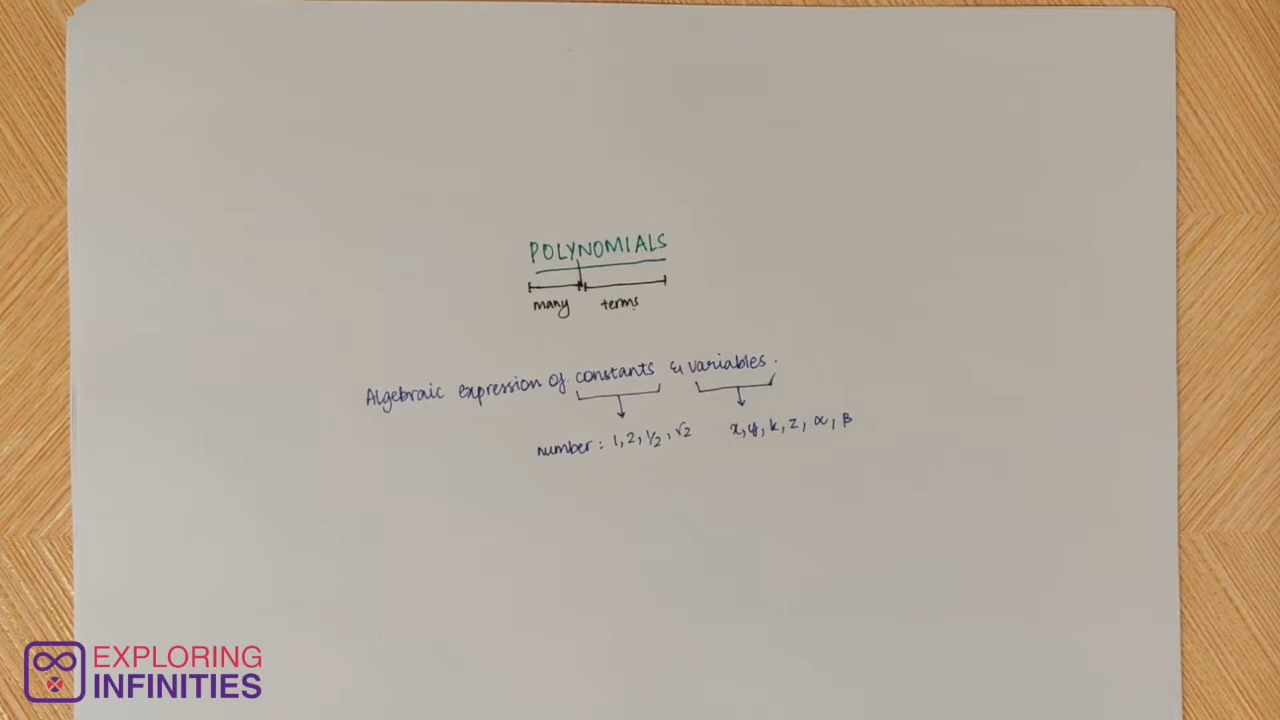 POLYNOMIALS
many terms
Algebraic expression of constants & variables.
number : 1, 2, 1/2, √2 x, y, k, z, α, β
EXPLORING
INFINITIES